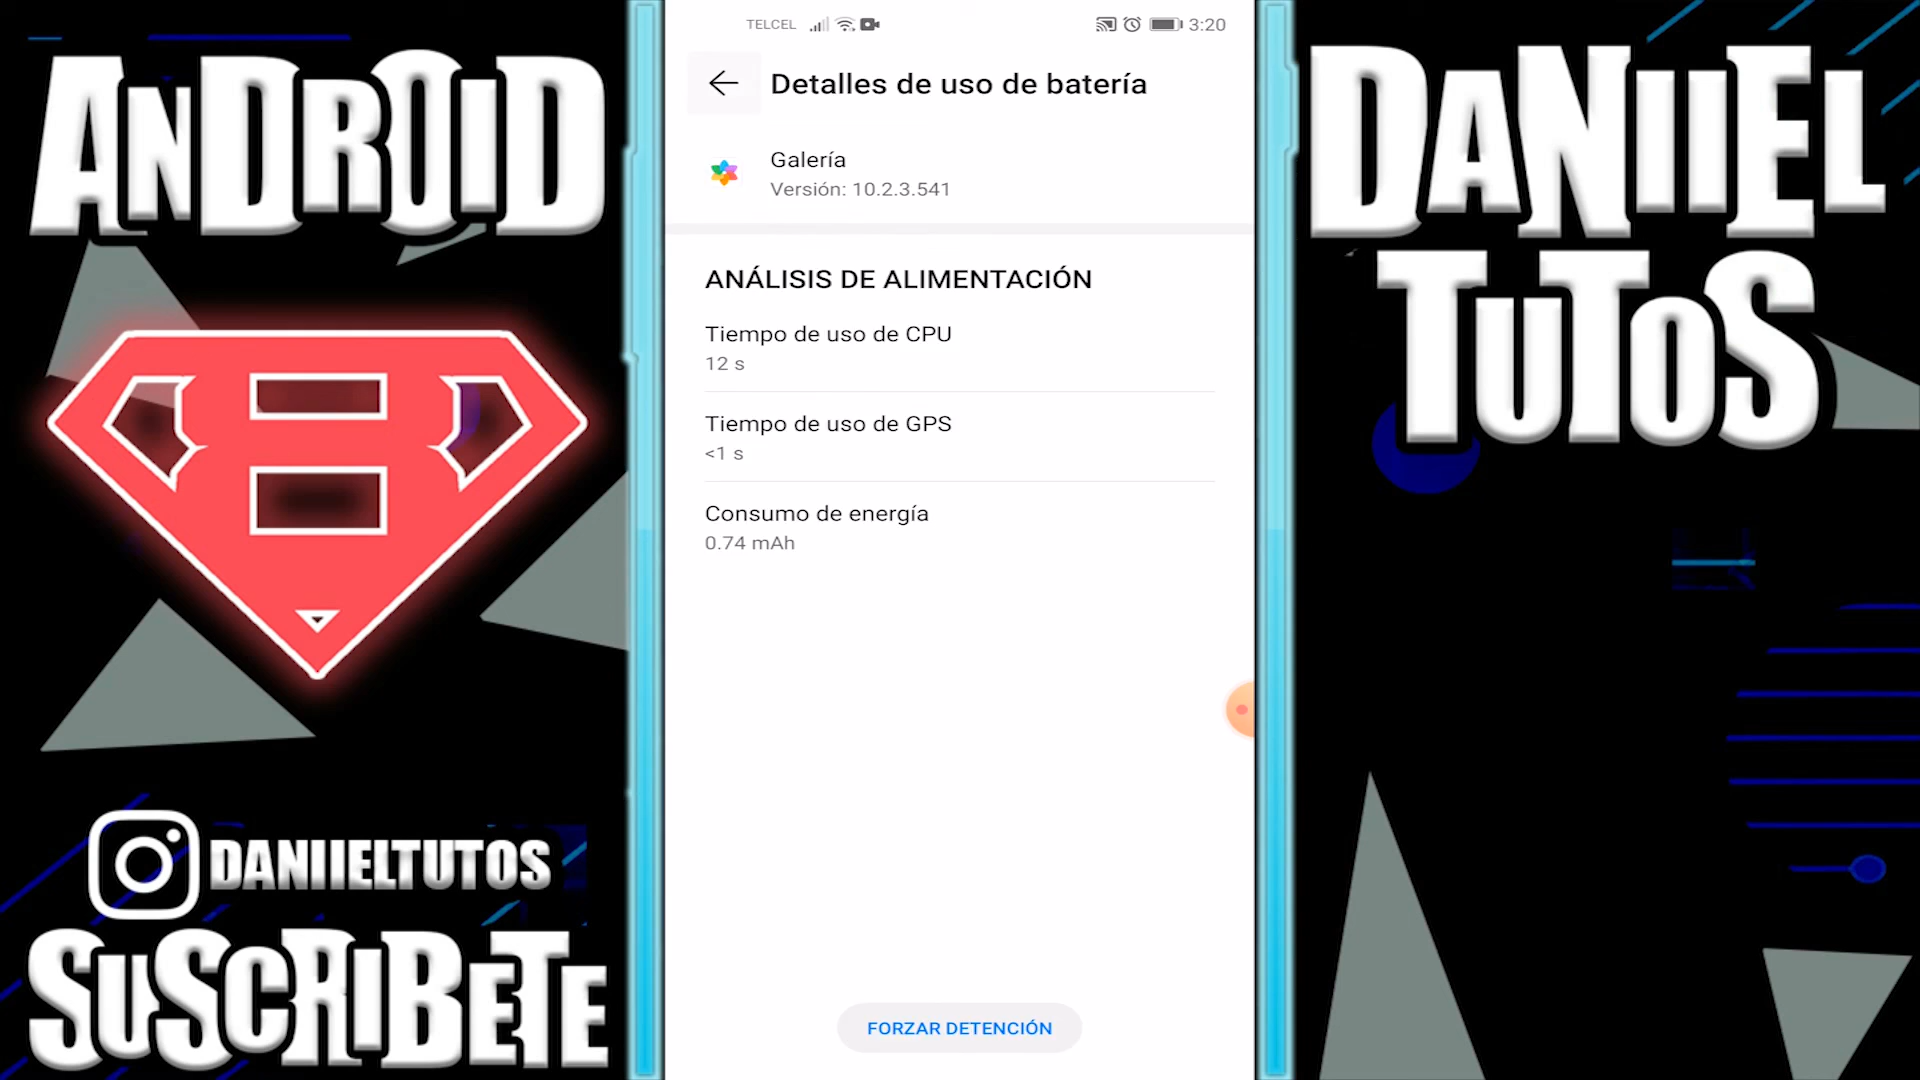 ANDROID
DANIIELTUTOS
SUSCRIBETE
TELCEL
3:20
Detalles de uso de batería
Galería
Versión: 10.2.3.541
ANÁLISIS DE ALIMENTACIÓN
Tiempo de uso de CPU
12 s
Tiempo de uso de GPS
<1 s
Consumo de energía
0.74 mAh
FORZAR DETENCIÓN
DANIIEL
TUTOS